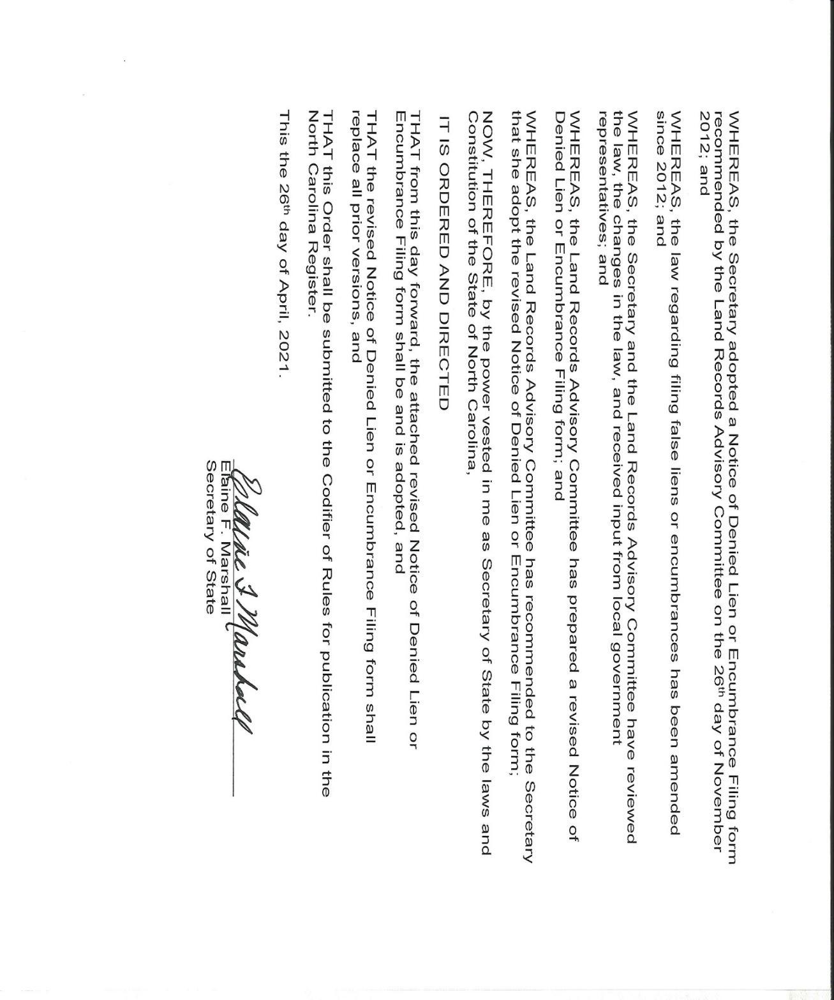 WHEREAS, the Secretary adopted a Notice of Denied Lien or Encumbrance Filing form
recommended by the Land Records Advisory Committee on the 26th day of November
2012; and
WHEREAS, the law regarding filing false liens or encumbrances has been amended
since 2012; and
WHEREAS, the Secretary and the Land Records Advisory Committee have reviewed
the law, the changes in the law, and received input from local government
representatives; and
WHEREAS, the Land Records Advisory Committee has prepared a revised Notice of
Denied Lien or Encumbrance Filing form; and
WHEREAS, the Land Records Advisory Committee has recommended to the Secretary
that she adopt the revised Notice of Denied Lien or Encumbrance Filing form;
NOW, THEREFORE, by the power vested in me as Secretary of State by the laws and
Constitution of the State of North Carolina,
IT IS ORDERED AND DIRECTED
THAT from this day forward, the attached revised Notice of Denied Lien or
Encumbrance Filing form shall be and is adopted, and
THAT the revised Notice of Denied Lien or Encumbrance Filing form shall
replace all prior versions, and
THAT this Order shall be submitted to the Codifier of Rules for publication in the
North Carolina Register.
This the 26th day of April, 2021.
Elaine F Marshall
Elaine F. Marshall
Secretary of State